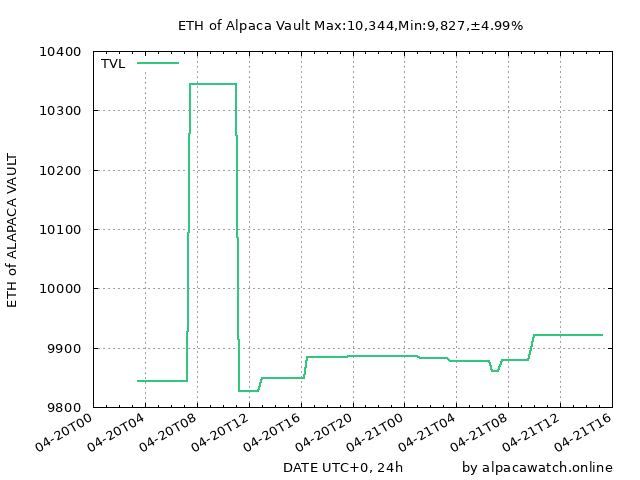 ETH of Alpaca Vault Max:10,344,Min:9,827,±4.99%
10400
TVL
10300
10200
10100
10000
9900
9800
ETH of ALAPACA VAULT
04-20T00
04-20T04
04-20T08
04-20T12
04-20T16
04-20T20
04-21T00
04-21T04
04-21T08
04-21T12
04-21T16
DATE UTC+0, 24h
by alpacawatch.online